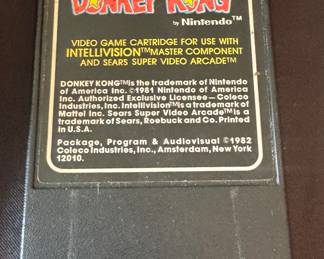 DONKEY KONG
by Nintendo™
VIDEO GAME CARTRIDGE FOR USE WITH
INTELLIVISION™ MASTER COMPONENT
AND SEARS SUPER VIDEO ARCADE™
DONKEY KONG™ is the trademark of Nintendo
of America Inc. ©1981 Nintendo of America
Inc. Authorized Exclusive Licensee—Coleco
Industries, Inc. Intellivision™ is a trademark of
Mattel Inc. Sears Super Video Arcade™ is a
trademark of Sears, Roebuck and Co. Printed
in U.S.A.
Package, Program & Audiovisual ©1982
Coleco Industries, Inc., Amsterdam, New York
12010.